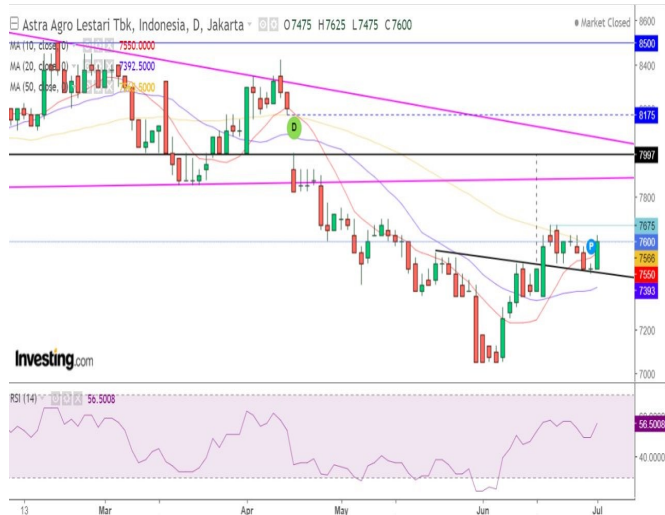 Astra Agro Lestari Tbk, Indonesia, D, Jakarta O7475 H7625 L7475 C7600
Market Closed
MA (10, close, 0) 7550.0000
MA (20, close, 0) 7392.5000
MA (50, close, 0)
8500
8400
8175
D
7997
7800
7675
P
7600
7566
7550
7393
7200
7000
Investing.com
RSI (14) 56.5008
56.5008
40.0000
13 Mar Apr May Jun Jul